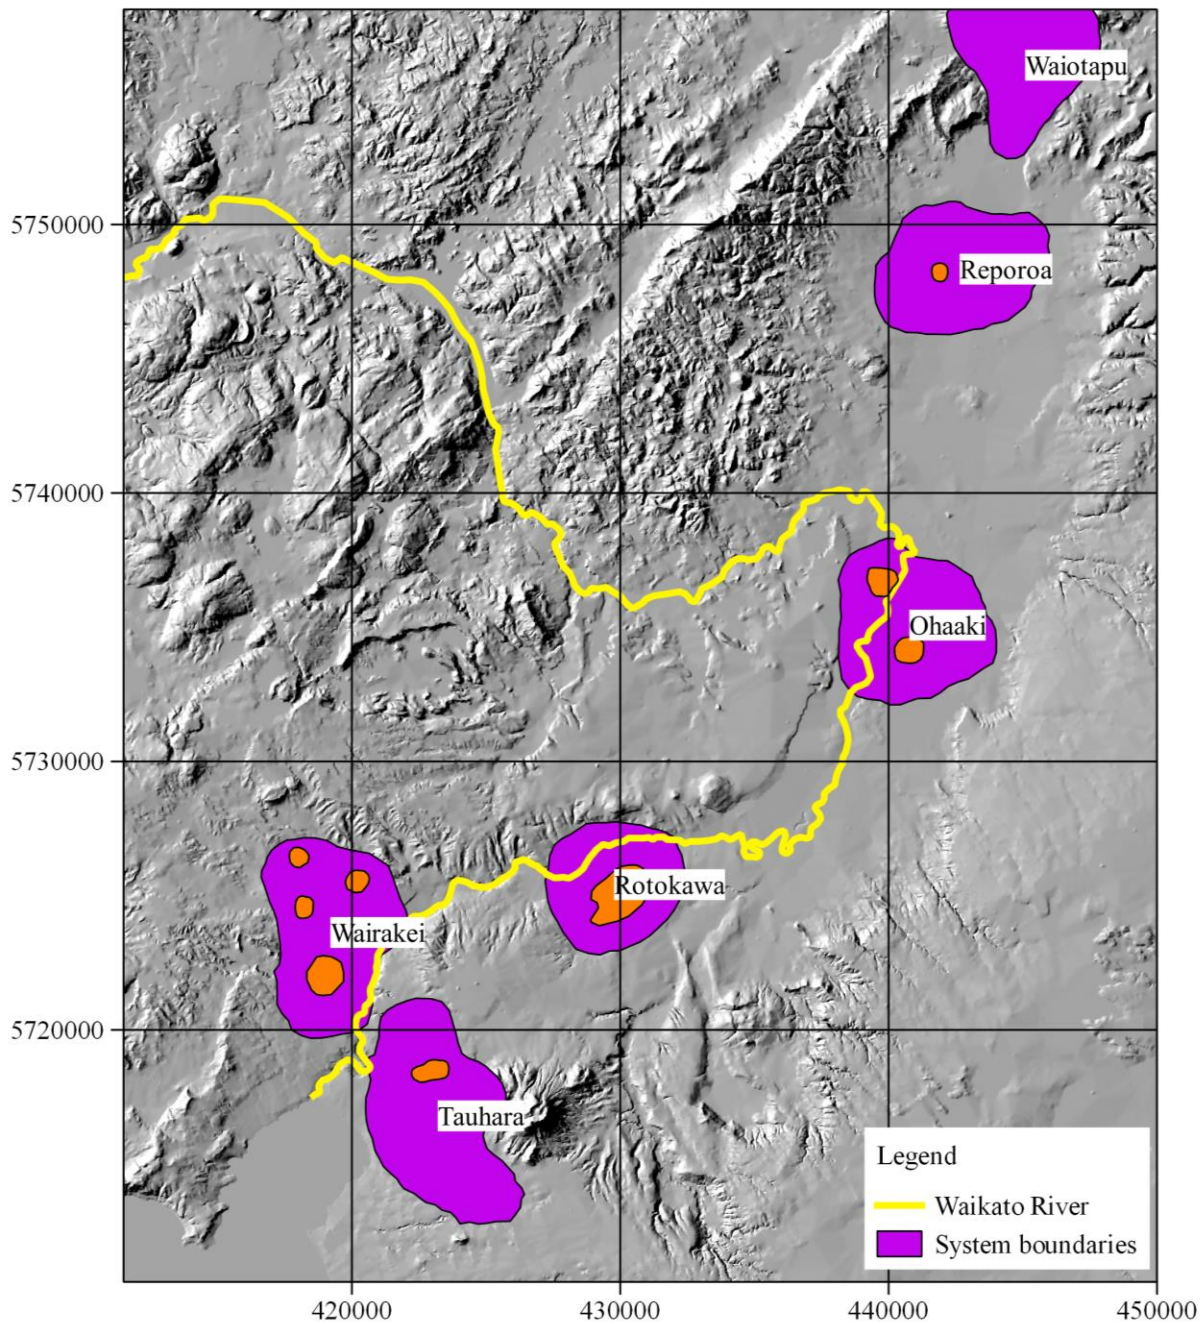 Waiotapu
5750000
Reporoa
5740000
Ohaaki
5730000
Rotokawa
Wairakei
5720000
Tauhara
Legend
Waikato River
System boundaries
420000
430000
440000
450000